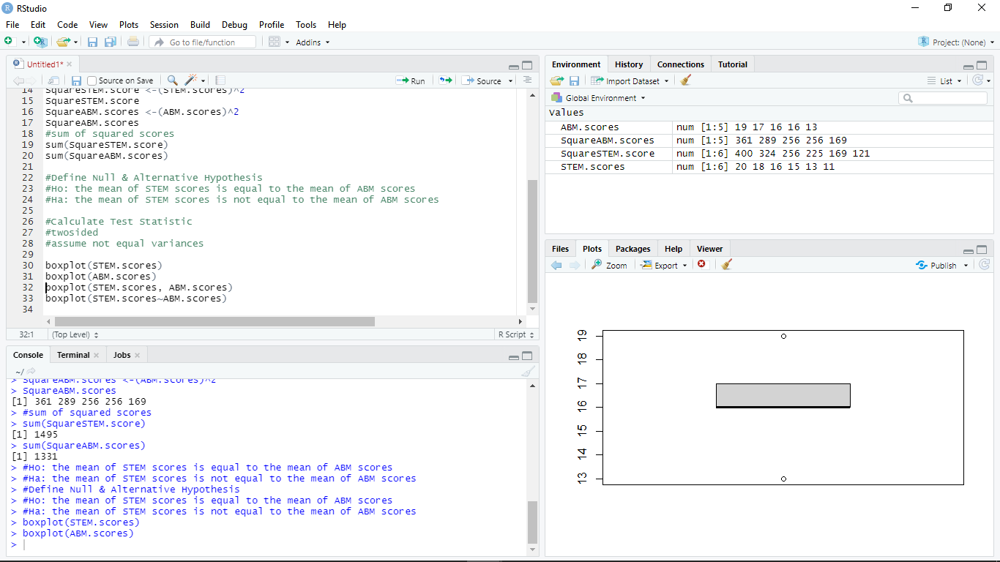 RStudio
File Edit Code View Plots Session Build Debug Profile Tools Help
Go to file/function Addins Project: (None)
Untitled1*
Source on Save Run Source
14 SquareSTEM.score <-(STEM.scores)^2
15 SquareSTEM.score
16 SquareABM.scores <-(ABM.scores)^2
17 SquareABM.scores
18 #sum of squared scores
19 sum(SquareSTEM.score)
20 sum(SquareABM.scores)
21
22 #Define Null & Alternative Hypothesis
23 #Ho: the mean of STEM scores is equal to the mean of ABM scores
24 #Ha: the mean of STEM scores is not equal to the mean of ABM scores
25
26 #Calculate Test Statistic
27 #twosided
28 #assume not equal variances
29
30 boxplot(STEM.scores)
31 boxplot(ABM.scores)
32 boxplot(STEM.scores, ABM.scores)
33 boxplot(STEM.scores~ABM.scores)
34
32:1 (Top Level) R Script
Console Terminal Jobs
~/
> SquareABM.scores <-(ABM.scores)^2
> SquareABM.scores
[1] 361 289 256 256 169
> #sum of squared scores
> sum(SquareSTEM.score)
[1] 1495
> sum(SquareABM.scores)
[1] 1331
> #Ho: the mean of STEM scores is equal to the mean of ABM scores
> #Ha: the mean of STEM scores is not equal to the mean of ABM scores
> #Define Null & Alternative Hypothesis
> #Ho: the mean of STEM scores is equal to the mean of ABM scores
> #Ha: the mean of STEM scores is not equal to the mean of ABM scores
> boxplot(STEM.scores)
> boxplot(ABM.scores)
>
Environment History Connections Tutorial
Import Dataset List
Global Environment
Values
ABM.scores num [1:5] 19 17 16 16 13
SquareABM.scores num [1:5] 361 289 256 256 169
SquareSTEM.score num [1:6] 400 324 256 225 169 121
STEM.scores num [1:6] 20 18 16 15 13 11
Files Plots Packages Help Viewer
Zoom Export Publish
19
18
17
16
15
14
13